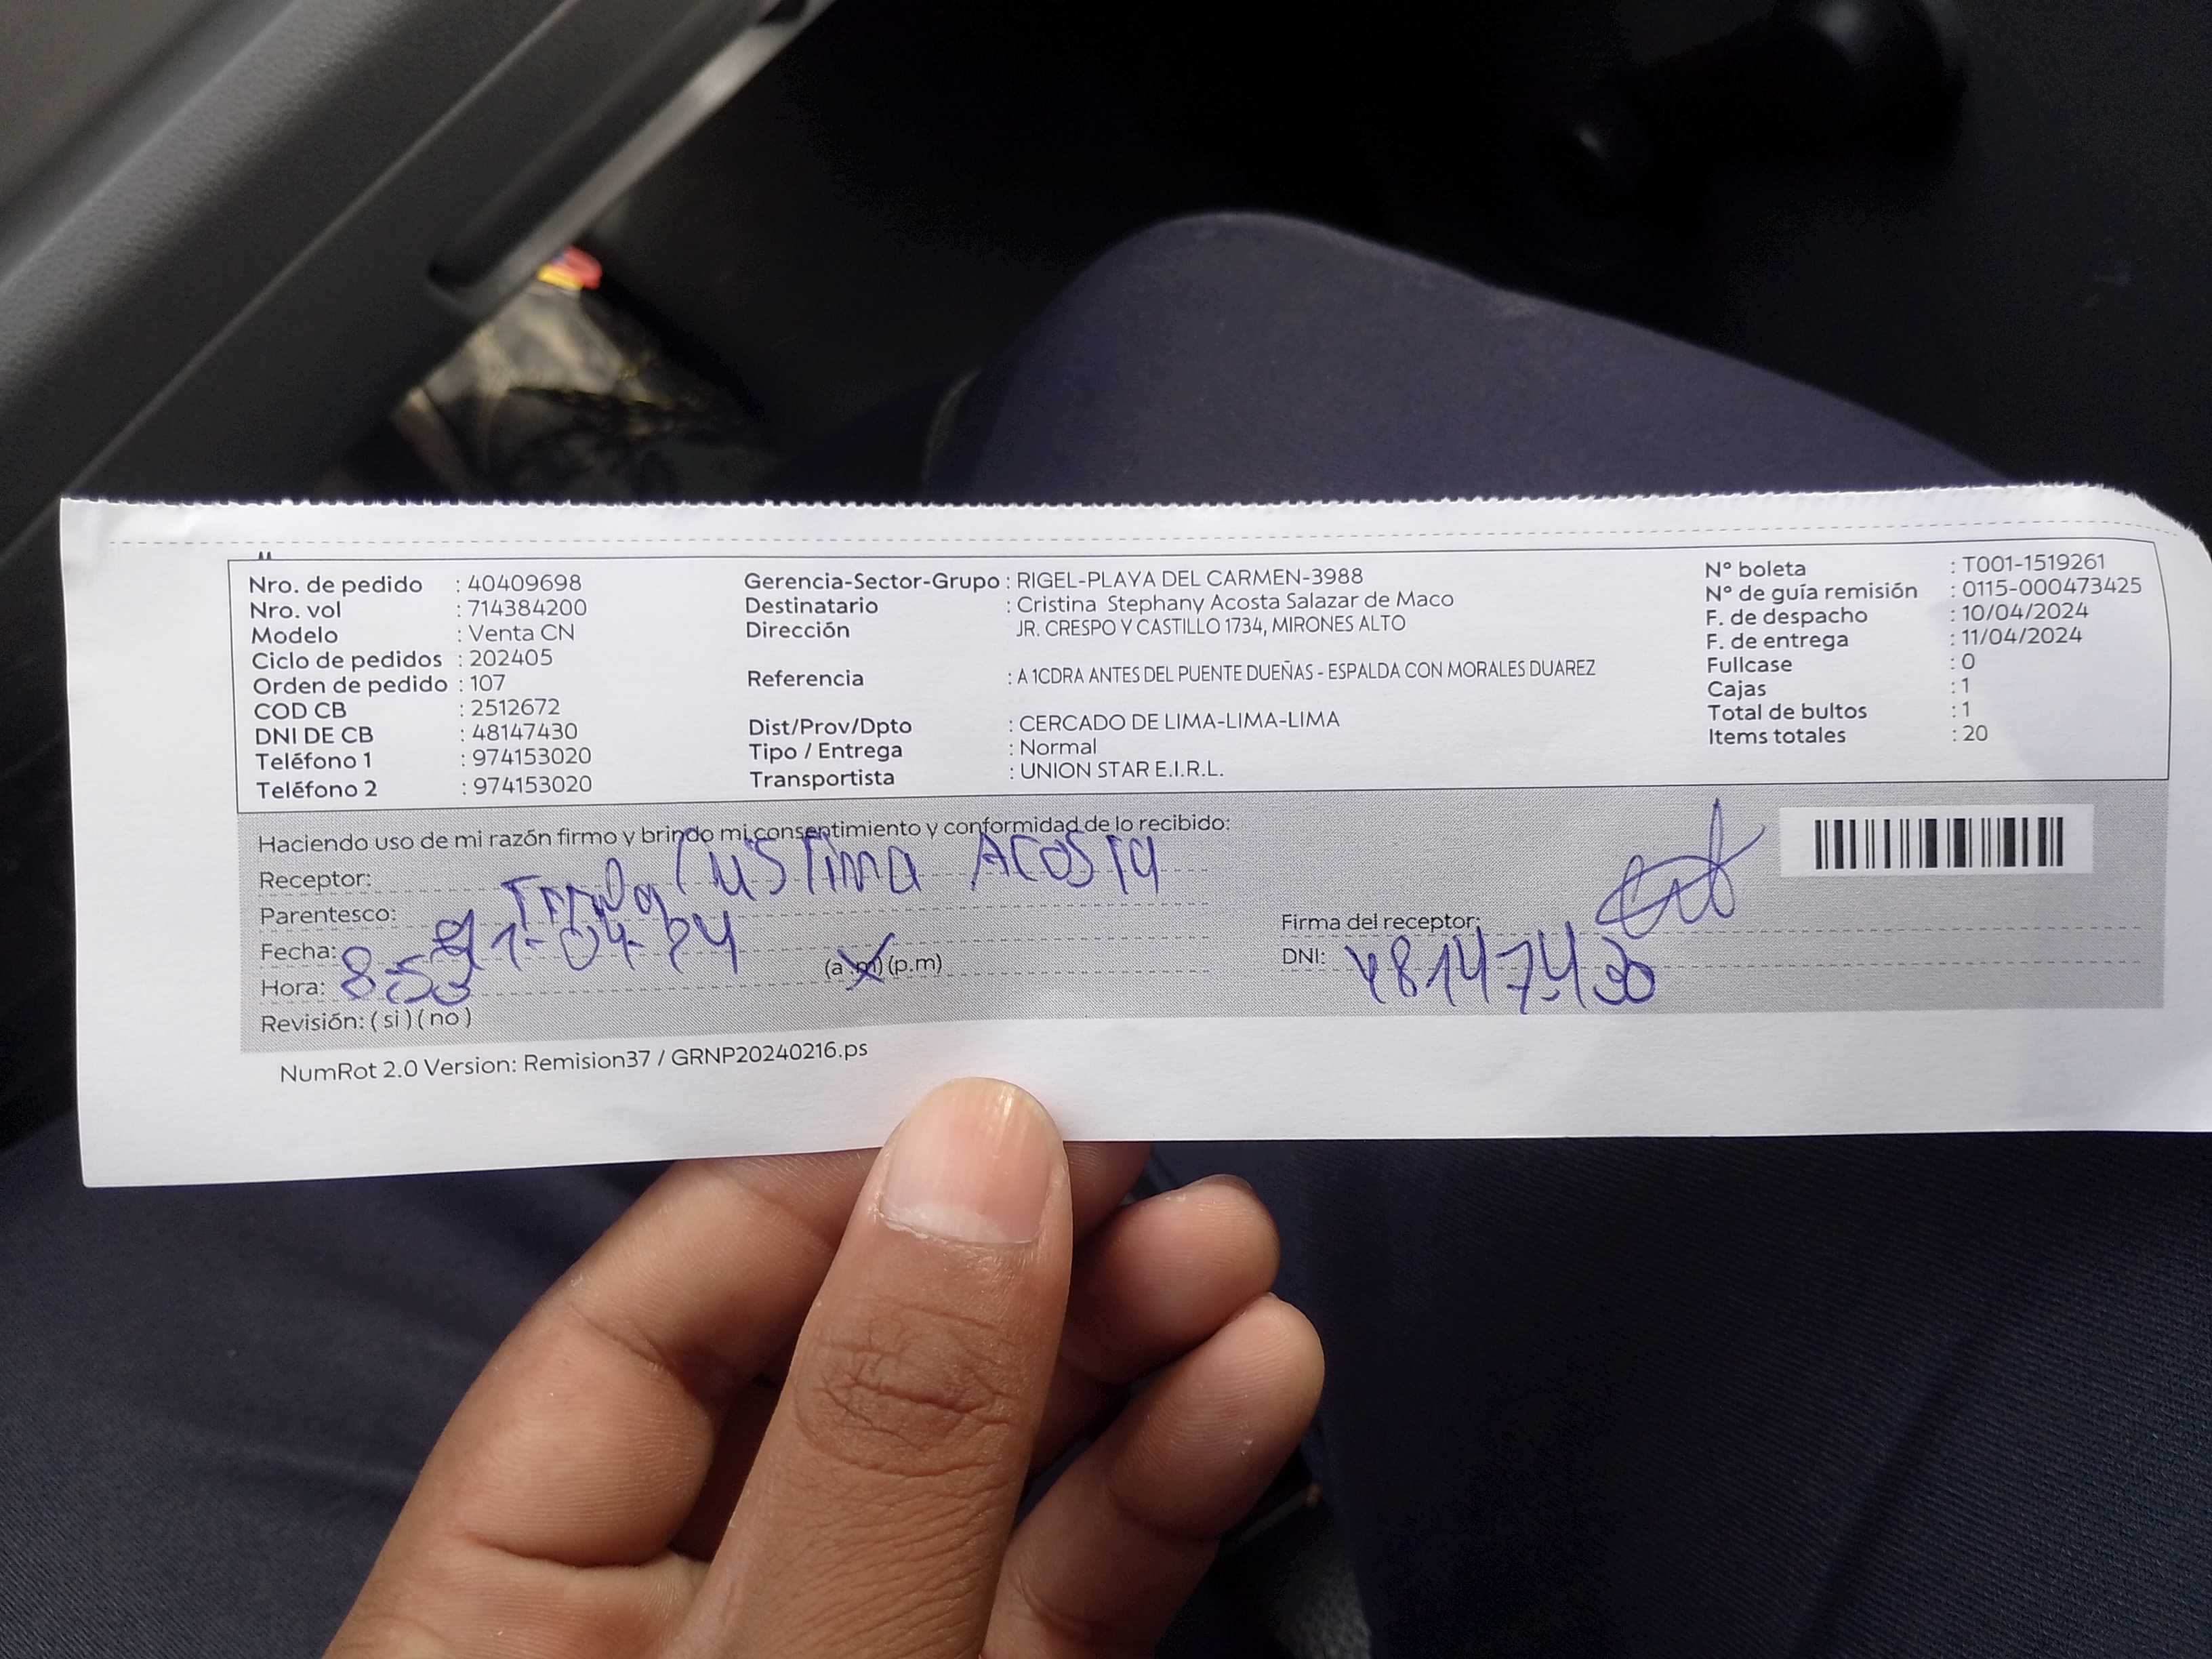 Nro. de pedido : 40409698
Nro. vol : 714384200
Modelo : Venta CN
Ciclo de pedidos : 202405
Orden de pedido : 107
COD CB : 2512672
DNI DE CB : 48147430
Teléfono 1 : 974153020
Teléfono 2 : 974153020
Gerencia-Sector-Grupo : RIGEL-PLAYA DEL CARMEN-3988
Destinatario : Cristina Stephany Acosta Salazar de Maco
Dirección JR. CRESPO Y CASTILLO 1734, MIRONES ALTO
Referencia : A 1CDRA ANTES DEL PUENTE DUEÑAS - ESPALDA CON MORALES DUAREZ
Dist/Prov/Dpto : CERCADO DE LIMA-LIMA-LIMA
Tipo / Entrega : Normal
Transportista : UNION STAR E.I.R.L.
N° boleta : T001-1519261
N° de guía remisión : 0115-000473425
F. de despacho : 10/04/2024
F. de entrega : 11/04/2024
Fullcase : 0
Cajas : 1
Total de bultos : 1
Items totales : 20
Haciendo uso de mi razón firmo y brindo mi consentimiento y conformidad de lo recibido:
Receptor: ACOSTA
Parentesco:
Fecha: 11-04-24
Hora: 8:53 (a.m) (p.m)
Revisión: ( si ) ( no )
Firma del receptor:
DNI: 48147430
NumRot 2.0 Version: Remision37 / GRNP20240216.ps